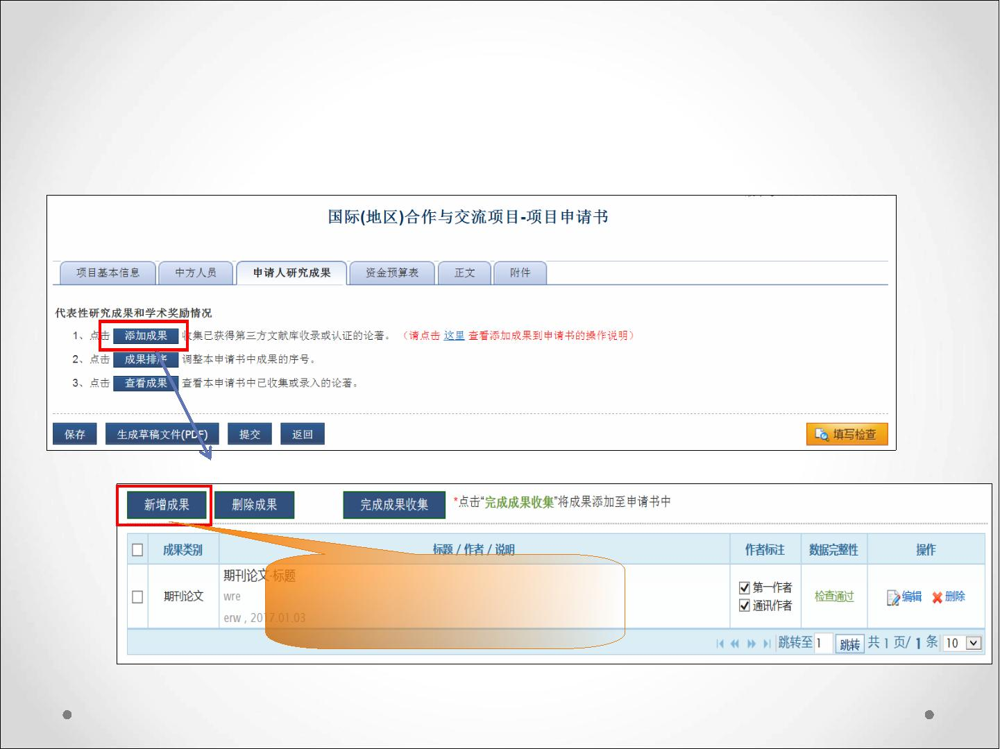 国际(地区)合作与交流项目-项目申请书
项目基本信息 中方人员 申请人研究成果 资金预算表 正文 附件
代表性研究成果和学术奖励情况
1、点击 添加成果 收集已获得第三方文献库收录或认证的论著。（请点击 这里 查看添加成果到申请书的操作说明）
2、点击 成果排序 调整本申请书中成果的序号。
3、点击 查看成果 查看本申请书中已收集或录入的论著。
保存 生成草稿文件(PDF) 提交 返回 填写检查
新增成果 删除成果 完成成果收集 *点击“完成成果收集”将成果添加至申请书中
成果类别 标题 / 作者 / 说明 作者标注 数据完整性 操作
期刊论文-标题
第一作者
期刊论文 wre 检查通过 编辑 删除
通讯作者
erw , 2017.01.03
跳转至 1 跳转 共 1 页/ 1 条 10